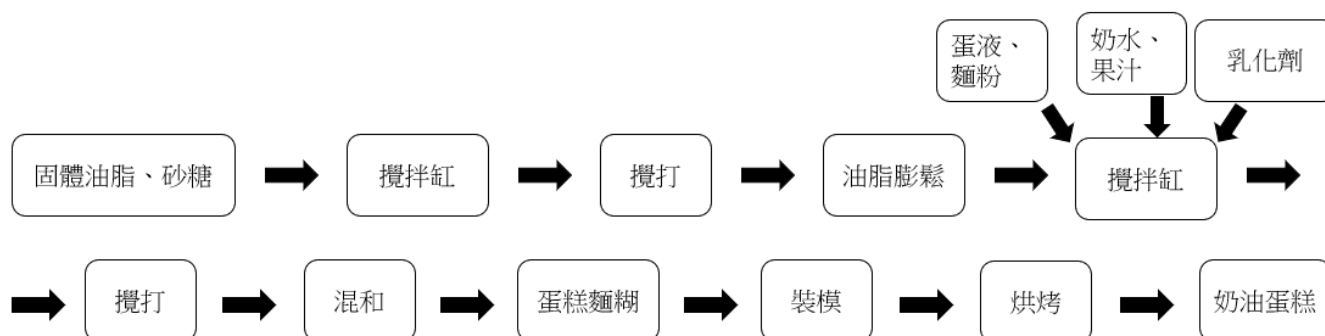 蛋液、
麵粉
奶水、
果汁
乳化劑
固體油脂、砂糖
攪拌缸
攪打
油脂膨鬆
攪拌缸
攪打
混和
蛋糕麵糊
裝模
烘烤
奶油蛋糕